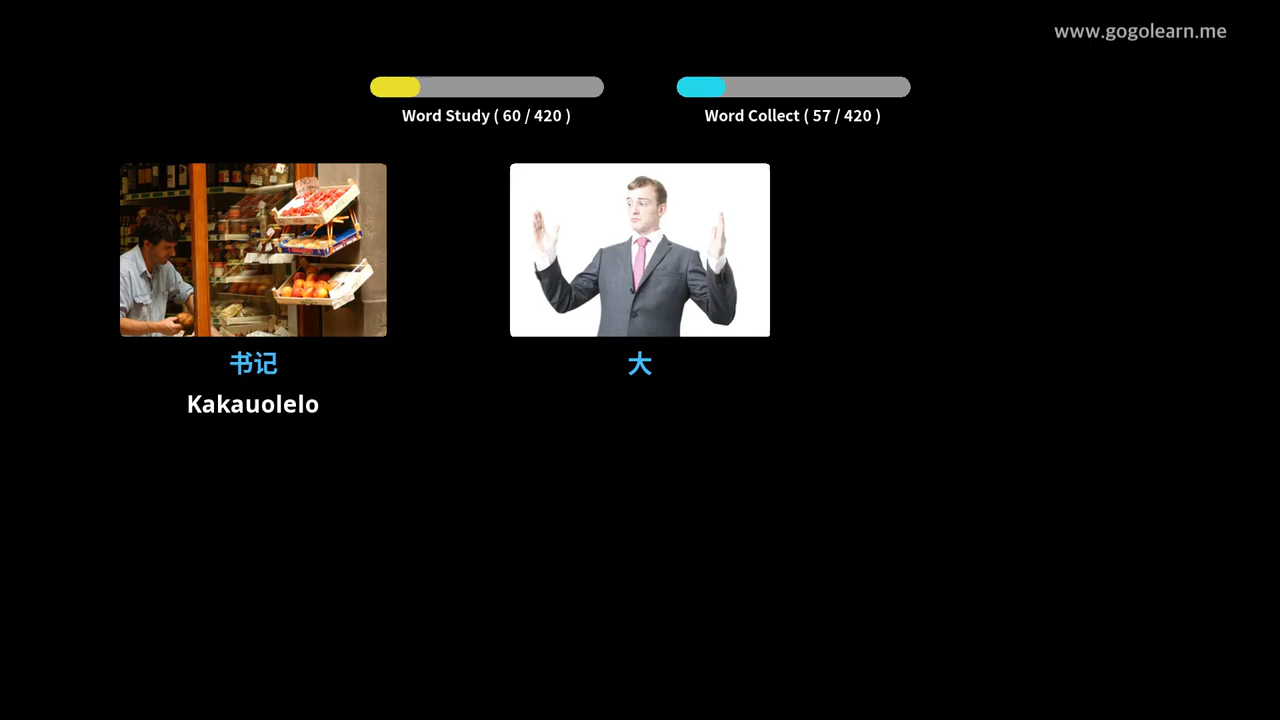 www.gogolearn.me
Word Study ( 60 / 420 )
Word Collect ( 57 / 420 )
书记
大
Kakauolelo